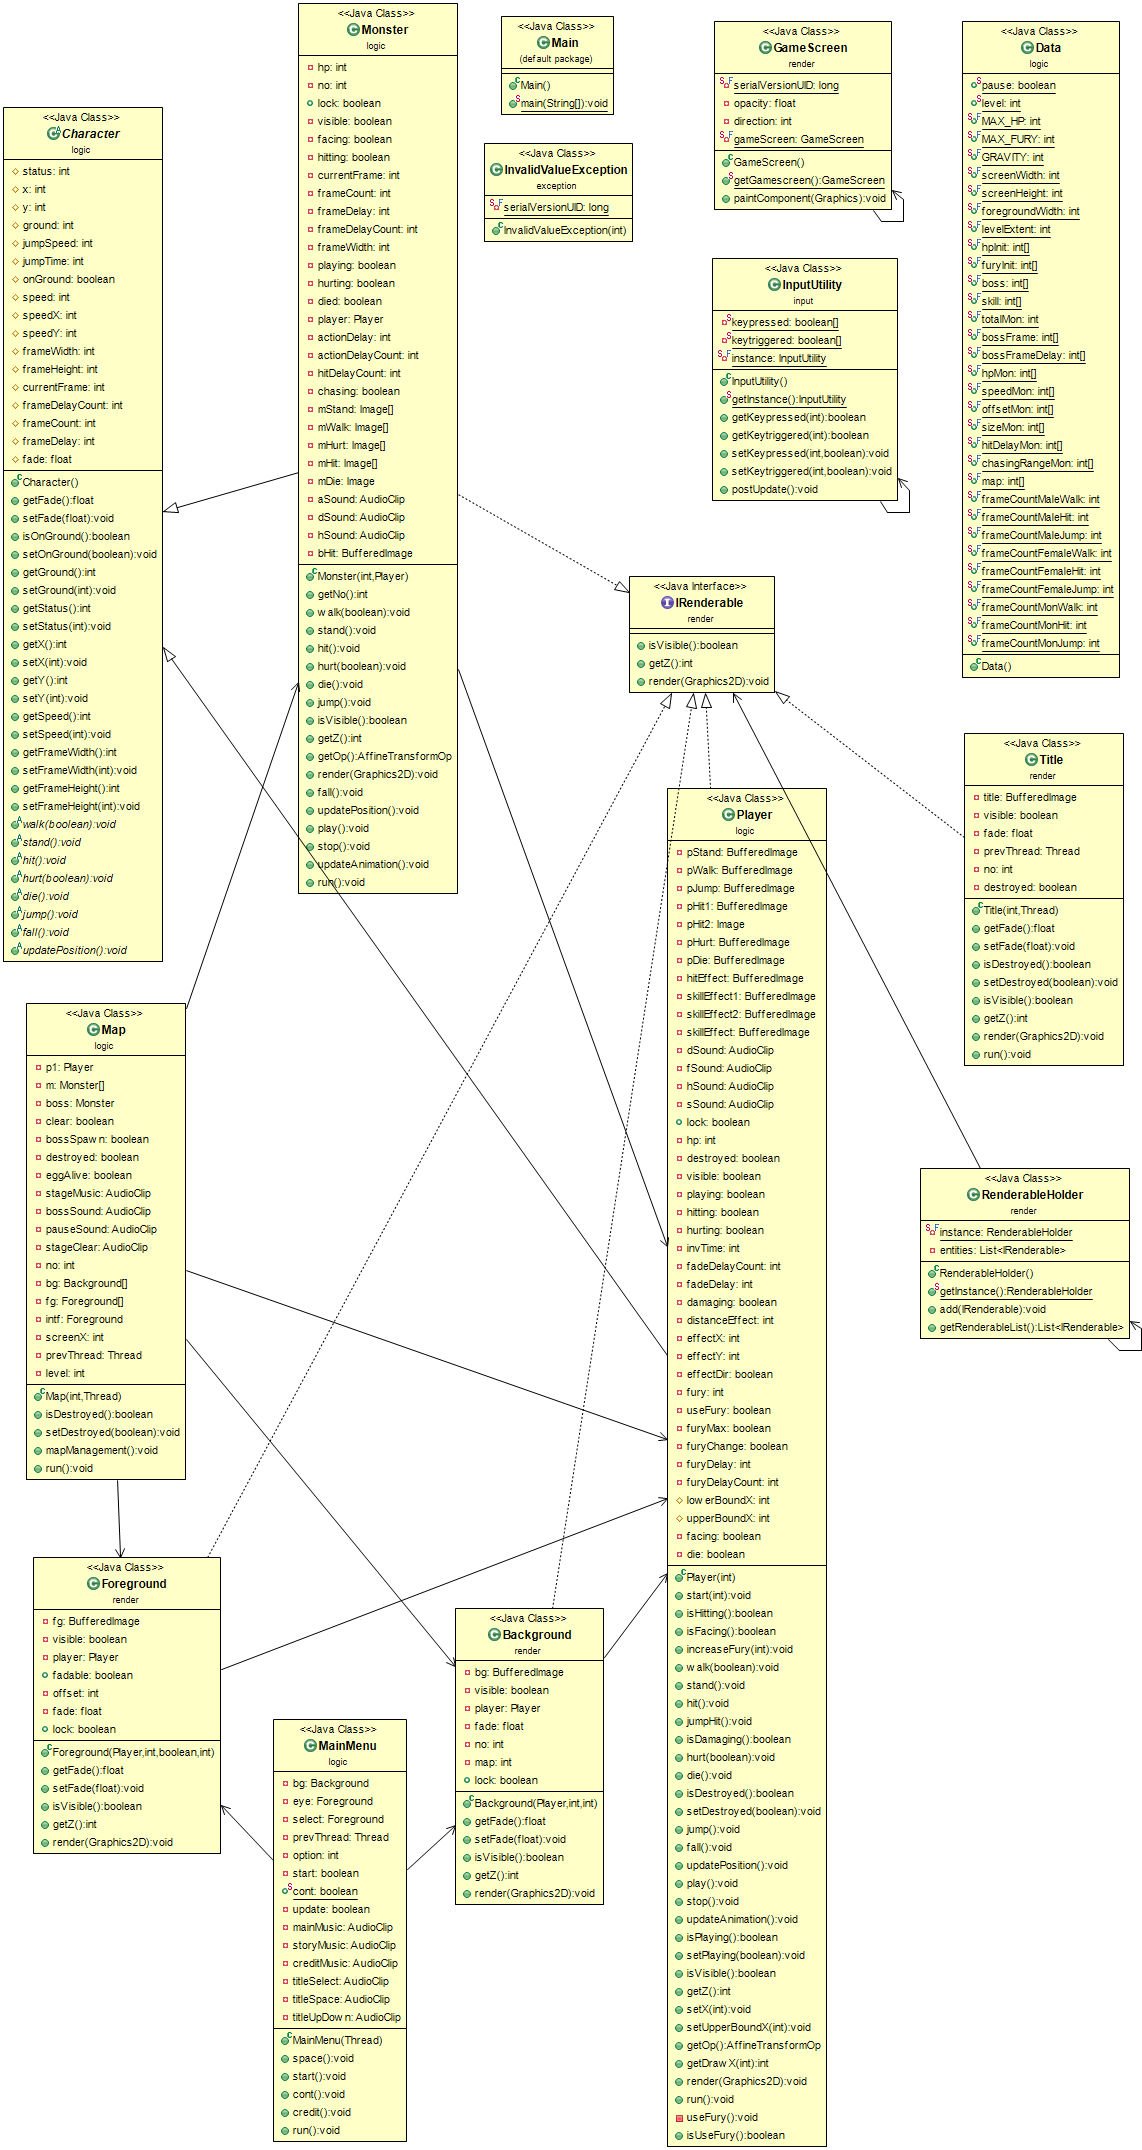 <<Java Class>>
Character
logic
status: int
x: int
y: int
ground: int
jumpSpeed: int
jumpTime: int
onGround: boolean
speed: int
speedX: int
speedY: int
frameWidth: int
frameHeight: int
currentFrame: int
frameDelayCount: int
frameCount: int
frameDelay: int
fade: float
Character()
getFade():float
setFade(float):void
isOnGround():boolean
setOnGround(boolean):void
getGround():int
setGround(int):void
getStatus():int
setStatus(int):void
getX():int
setX(int):void
getY():int
setY(int):void
getSpeed():int
setSpeed(int):void
getFrameWidth():int
setFrameWidth(int):void
getFrameHeight():int
setFrameHeight(int):void
walk(boolean):void
stand():void
hit():void
hurt(boolean):void
die():void
jump():void
fall():void
updatePosition():void
<<Java Class>>
Monster
logic
hp: int
no: int
lock: boolean
visible: boolean
facing: boolean
hitting: boolean
currentFrame: int
frameCount: int
frameDelay: int
frameDelayCount: int
frameWidth: int
playing: boolean
hurting: boolean
died: boolean
player: Player
actionDelay: int
actionDelayCount: int
hitDelayCount: int
chasing: boolean
mStand: Image[]
mWalk: Image[]
mHurt: Image[]
mHit: Image[]
mDie: Image
aSound: AudioClip
dSound: AudioClip
hSound: AudioClip
bHit: BufferedImage
Monster(int,Player)
getNo():int
walk(boolean):void
stand():void
hit():void
hurt(boolean):void
die():void
jump():void
isVisible():boolean
getZ():int
getOp():AffineTransformOp
render(Graphics2D):void
fall():void
updatePosition():void
play():void
stop():void
updateAnimation():void
run():void
<<Java Class>>
Main
(default package)
Main()
main(String[]):void
<<Java Class>>
InvalidValueException
exception
serialVersionUID: long
InvalidValueException(int)
<<Java Class>>
GameScreen
render
serialVersionUID: long
opacity: float
direction: int
gameScreen: GameScreen
GameScreen()
getGamescreen():GameScreen
paintComponent(Graphics):void
<<Java Class>>
InputUtility
input
keypressed: boolean[]
keytriggered: boolean[]
instance: InputUtility
InputUtility()
getInstance():InputUtility
getKeypressed(int):boolean
getKeytriggered(int):boolean
setKeypressed(int,boolean):void
setKeytriggered(int,boolean):void
postUpdate():void
<<Java Class>>
Data
logic
pause: boolean
level: int
MAX_HP: int
MAX_FURY: int
GRAVITY: int
screenWidth: int
screenHeight: int
foregroundWidth: int
levelExtent: int
hpInit: int[]
furyInit: int[]
boss: int[]
skill: int[]
totalMon: int
bossFrame: int[]
bossFrameDelay: int[]
hpMon: int[]
speedMon: int[]
offsetMon: int[]
sizeMon: int[]
hitDelayMon: int[]
chasingRangeMon: int[]
map: int[]
frameCountMaleWalk: int
frameCountMaleHit: int
frameCountMaleJump: int
frameCountFemaleWalk: int
frameCountFemaleHit: int
frameCountFemaleJump: int
frameCountMonWalk: int
frameCountMonHit: int
frameCountMonJump: int
Data()
<<Java Interface>>
IRenderable
render
isVisible():boolean
getZ():int
render(Graphics2D):void
<<Java Class>>
Title
render
title: BufferedImage
visible: boolean
fade: float
prevThread: Thread
no: int
destroyed: boolean
Title(int,Thread)
getFade():float
setFade(float):void
isDestroyed():boolean
setDestroyed(boolean):void
isVisible():boolean
getZ():int
render(Graphics2D):void
run():void
<<Java Class>>
Player
logic
pStand: BufferedImage
pWalk: BufferedImage
pJump: BufferedImage
pHit1: BufferedImage
pHit2: Image
pHurt: BufferedImage
pDie: BufferedImage
hitEffect: BufferedImage
skillEffect1: BufferedImage
skillEffect2: BufferedImage
skillEffect: BufferedImage
dSound: AudioClip
fSound: AudioClip
hSound: AudioClip
sSound: AudioClip
lock: boolean
hp: int
destroyed: boolean
visible: boolean
playing: boolean
hitting: boolean
hurting: boolean
invTime: int
fadeDelayCount: int
fadeDelay: int
damaging: boolean
distanceEffect: int
effectX: int
effectY: int
effectDir: boolean
fury: int
useFury: boolean
furyMax: boolean
furyChange: boolean
furyDelay: int
furyDelayCount: int
lowerBoundX: int
upperBoundX: int
facing: boolean
die: boolean
Player(int)
start(int):void
isHitting():boolean
isFacing():boolean
increaseFury(int):void
walk(boolean):void
stand():void
hit():void
jumpHit():void
isDamaging():boolean
hurt(boolean):void
die():void
isDestroyed():boolean
setDestroyed(boolean):void
jump():void
fall():void
updatePosition():void
play():void
stop():void
updateAnimation():void
isPlaying():boolean
setPlaying(boolean):void
isVisible():boolean
getZ():int
setX(int):void
setUpperBoundX(int):void
getOp():AffineTransformOp
getDrawX(int):int
render(Graphics2D):void
run():void
useFury():void
isUseFury():boolean
<<Java Class>>
RenderableHolder
render
instance: RenderableHolder
entities: List<IRenderable>
RenderableHolder()
getInstance():RenderableHolder
add(IRenderable):void
getRenderableList():List<IRenderable>
<<Java Class>>
Map
logic
p1: Player
m: Monster[]
boss: Monster
clear: boolean
bossSpawn: boolean
destroyed: boolean
eggAlive: boolean
stageMusic: AudioClip
bossSound: AudioClip
pauseSound: AudioClip
stageClear: AudioClip
no: int
bg: Background[]
fg: Foreground[]
intf: Foreground
screenX: int
prevThread: Thread
level: int
Map(int,Thread)
isDestroyed():boolean
setDestroyed(boolean):void
mapManagement():void
run():void
<<Java Class>>
Foreground
render
fg: BufferedImage
visible: boolean
player: Player
fadable: boolean
offset: int
fade: float
lock: boolean
Foreground(Player,int,boolean,int)
getFade():float
setFade(float):void
isVisible():boolean
getZ():int
render(Graphics2D):void
<<Java Class>>
MainMenu
logic
bg: Background
eye: Foreground
select: Foreground
prevThread: Thread
option: int
start: boolean
cont: boolean
update: boolean
mainMusic: AudioClip
storyMusic: AudioClip
creditMusic: AudioClip
titleSelect: AudioClip
titleSpace: AudioClip
titleUpDown: AudioClip
MainMenu(Thread)
space():void
start():void
cont():void
credit():void
run():void
<<Java Class>>
Background
render
bg: BufferedImage
visible: boolean
player: Player
fade: float
no: int
map: int
lock: boolean
Background(Player,int,int)
getFade():float
setFade(float):void
isVisible():boolean
getZ():int
render(Graphics2D):void